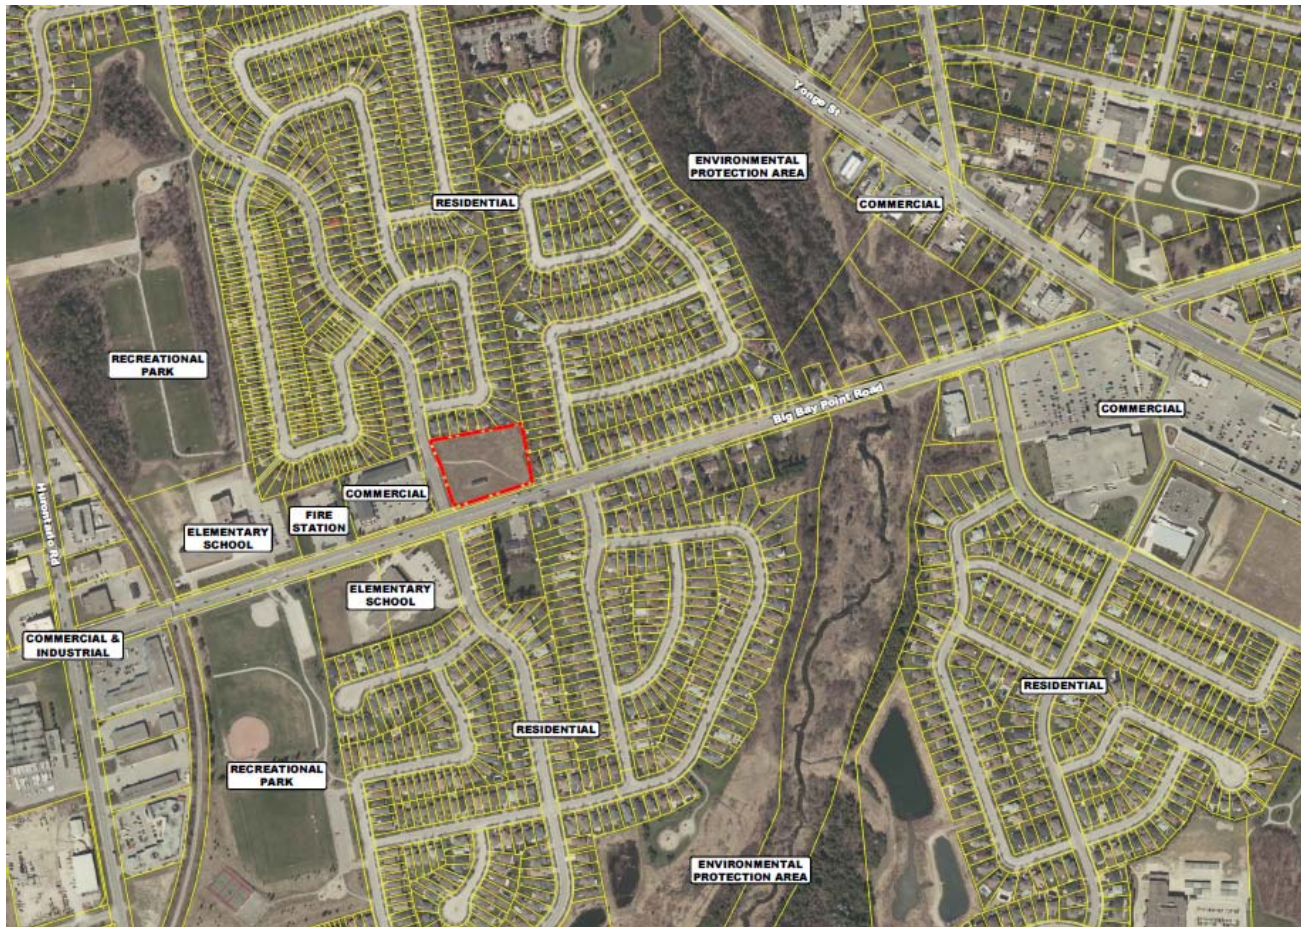 Yonge St
ENVIRONMENTAL
PROTECTION AREA
RESIDENTIAL
COMMERCIAL
RECREATIONAL
PARK
Big Bay Point Road
COMMERCIAL
COMMERCIAL
FIRE
STATION
ELEMENTARY
SCHOOL
Huronia Rd
ELEMENTARY
SCHOOL
COMMERCIAL &
INDUSTRIAL
RESIDENTIAL
RESIDENTIAL
RECREATIONAL
PARK
ENVIRONMENTAL
PROTECTION AREA